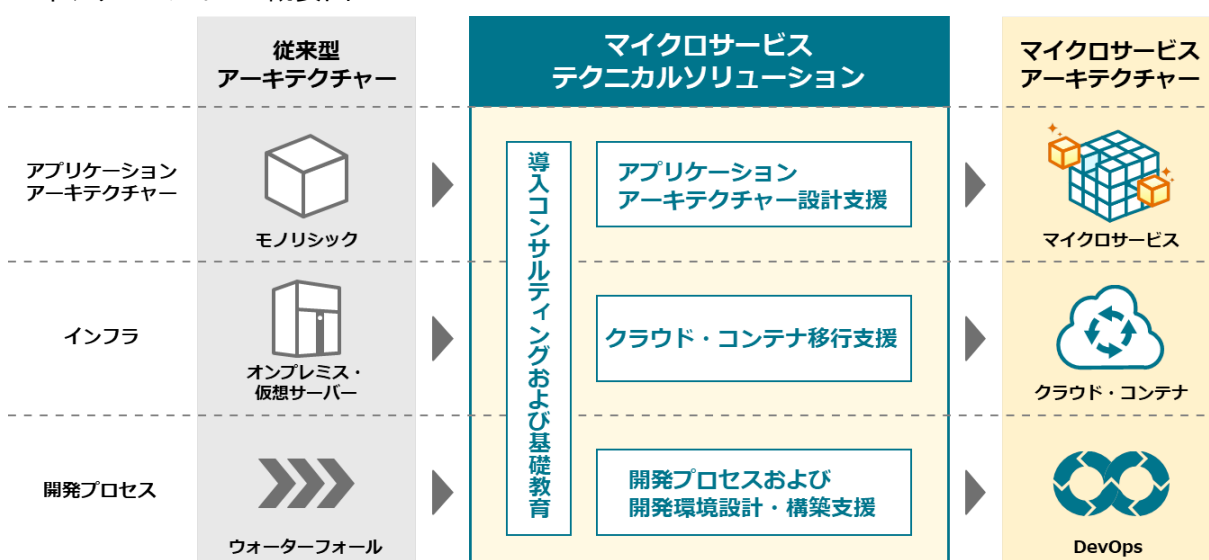 従来型
アーキテクチャー
マイクロサービス
テクニカルソリューション
マイクロサービス
アーキテクチャー
アプリケーション
アーキテクチャー
モノリシック
導入コンサルティングおよび基礎教育
アプリケーション
アーキテクチャー設計支援
マイクロサービス
インフラ
オンプレミス・
仮想サーバー
クラウド・コンテナ移行支援
クラウド・コンテナ
開発プロセス
ウォーターフォール
開発プロセスおよび
開発環境設計・構築支援
DevOps